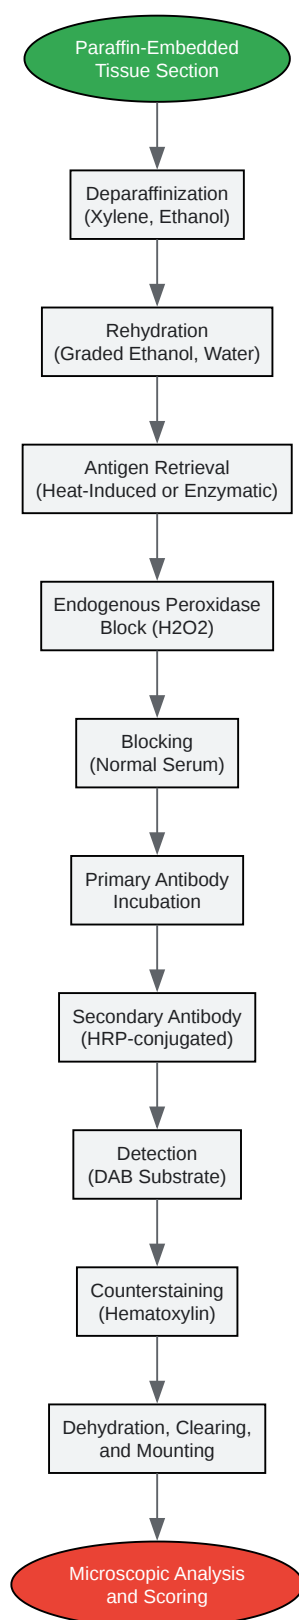 Paraffin-Embedded
Tissue Section
Deparaffinization
(Xylene, Ethanol)
Rehydration
(Graded Ethanol, Water)
Antigen Retrieval
(Heat-Induced or Enzymatic)
Endogenous Peroxidase
Block (H2O2)
Blocking
(Normal Serum)
Primary Antibody
Incubation
Secondary Antibody
(HRP-conjugated)
Detection
(DAB Substrate)
Counterstaining
(Hematoxylin)
Dehydration, Clearing,
and Mounting
Microscopic Analysis
and Scoring